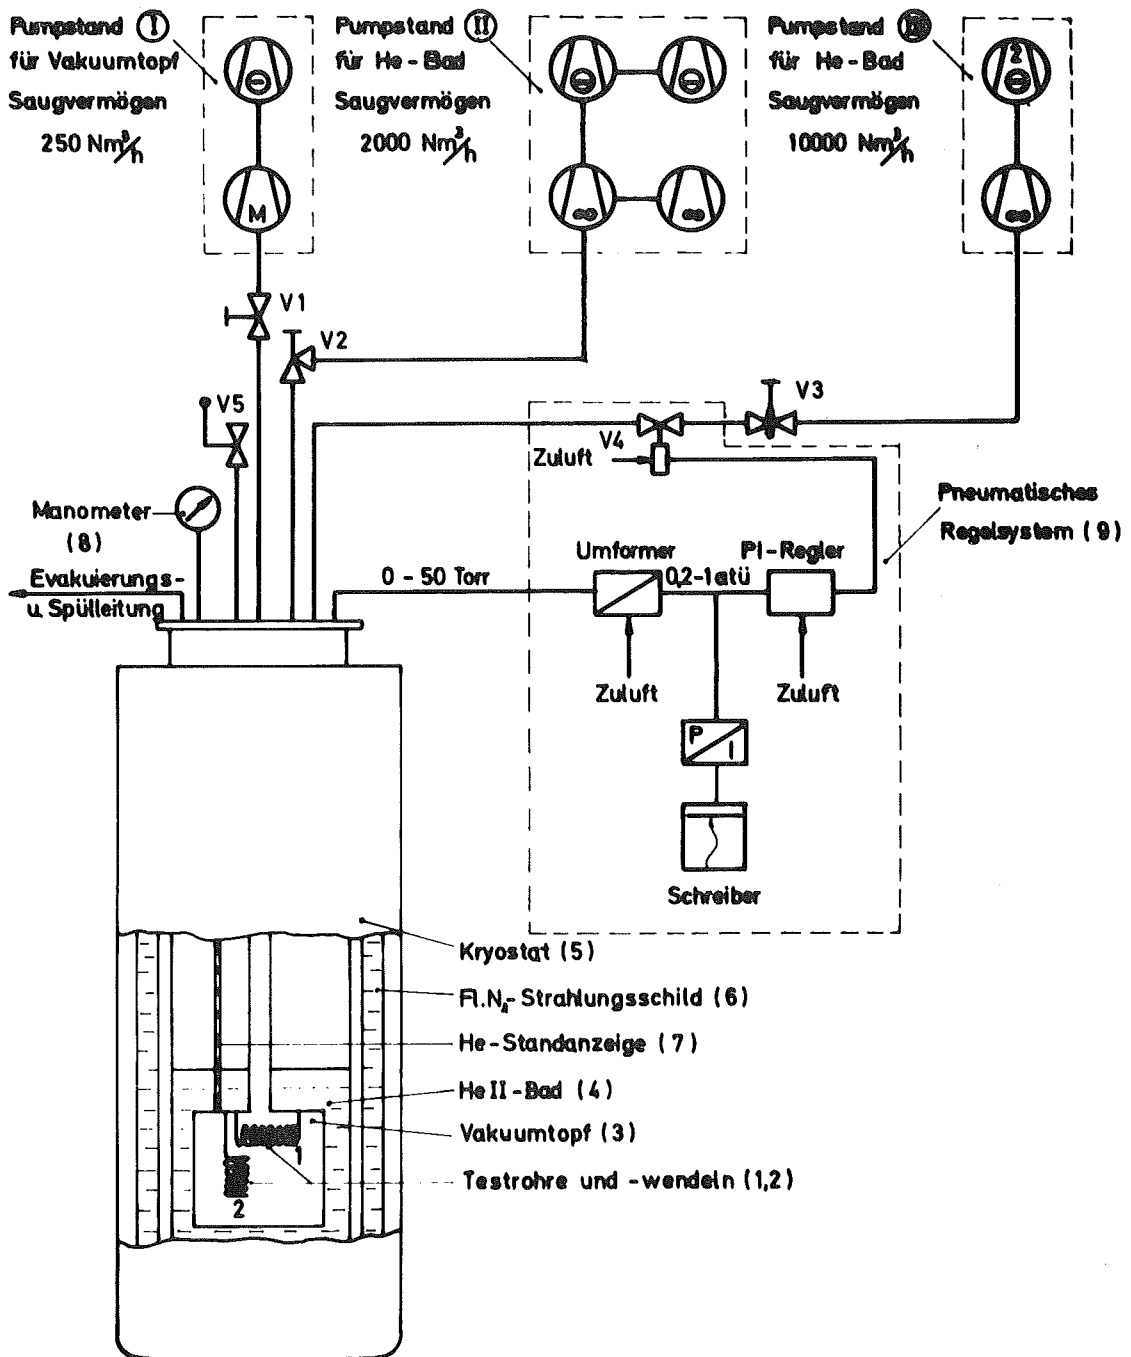 Pumpstand I
für Vakuumtopf
Saugvermögen
250 Nm³/h
Pumpstand II
für He-Bad
Saugvermögen
2000 Nm³/h
Pumpstand
für He-Bad
Saugvermögen
10000 Nm³/h
2
M
V1
V2
V3
V5
V4
Zuluft
Manometer
(8)
Pneumatisches
Regelsystem (9)
Evakuierungs-
u. Spülleitung
0 - 50 Torr
Umformer
0,2-1 atü
PI-Regler
Zuluft
Zuluft
P
I
Schreiber
Kryostat (5)
Fl.N₂-Strahlungsschild (6)
He-Standanzeige (7)
He II-Bad (4)
Vakuumtopf (3)
Testrohre und -wendeln (1,2)
2